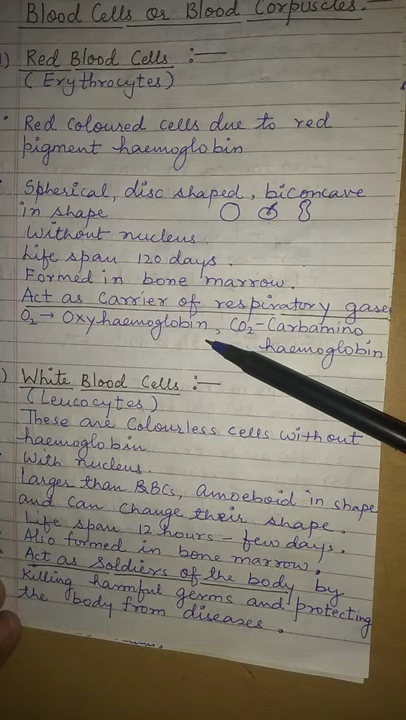 Blood Cells or Blood Corpuscles.-
) Red Blood Cells :-
(Erythrocytes)
• Red Coloured cells due to red
pigment haemoglobin
Spherical, disc shaped, biconcave
in shape
Without nucleus.
Life span 120 days.
Formed in bone marrow.
Act as Carrier of respiratory gase
O2 → Oxyhaemoglobin, CO2-Carbamino
haemoglobin
) White Blood Cells :-
(Leucocytes)
These are Colourless cells without
haemoglobin
With nucleus.
Larger than RBCs, amoeboid in shape
and can change their shape.
Life span 12 hours - few days.
Also formed in bone marrow.
Act as soldiers of the body by
killing harmful germs and protecting
the body from diseases.